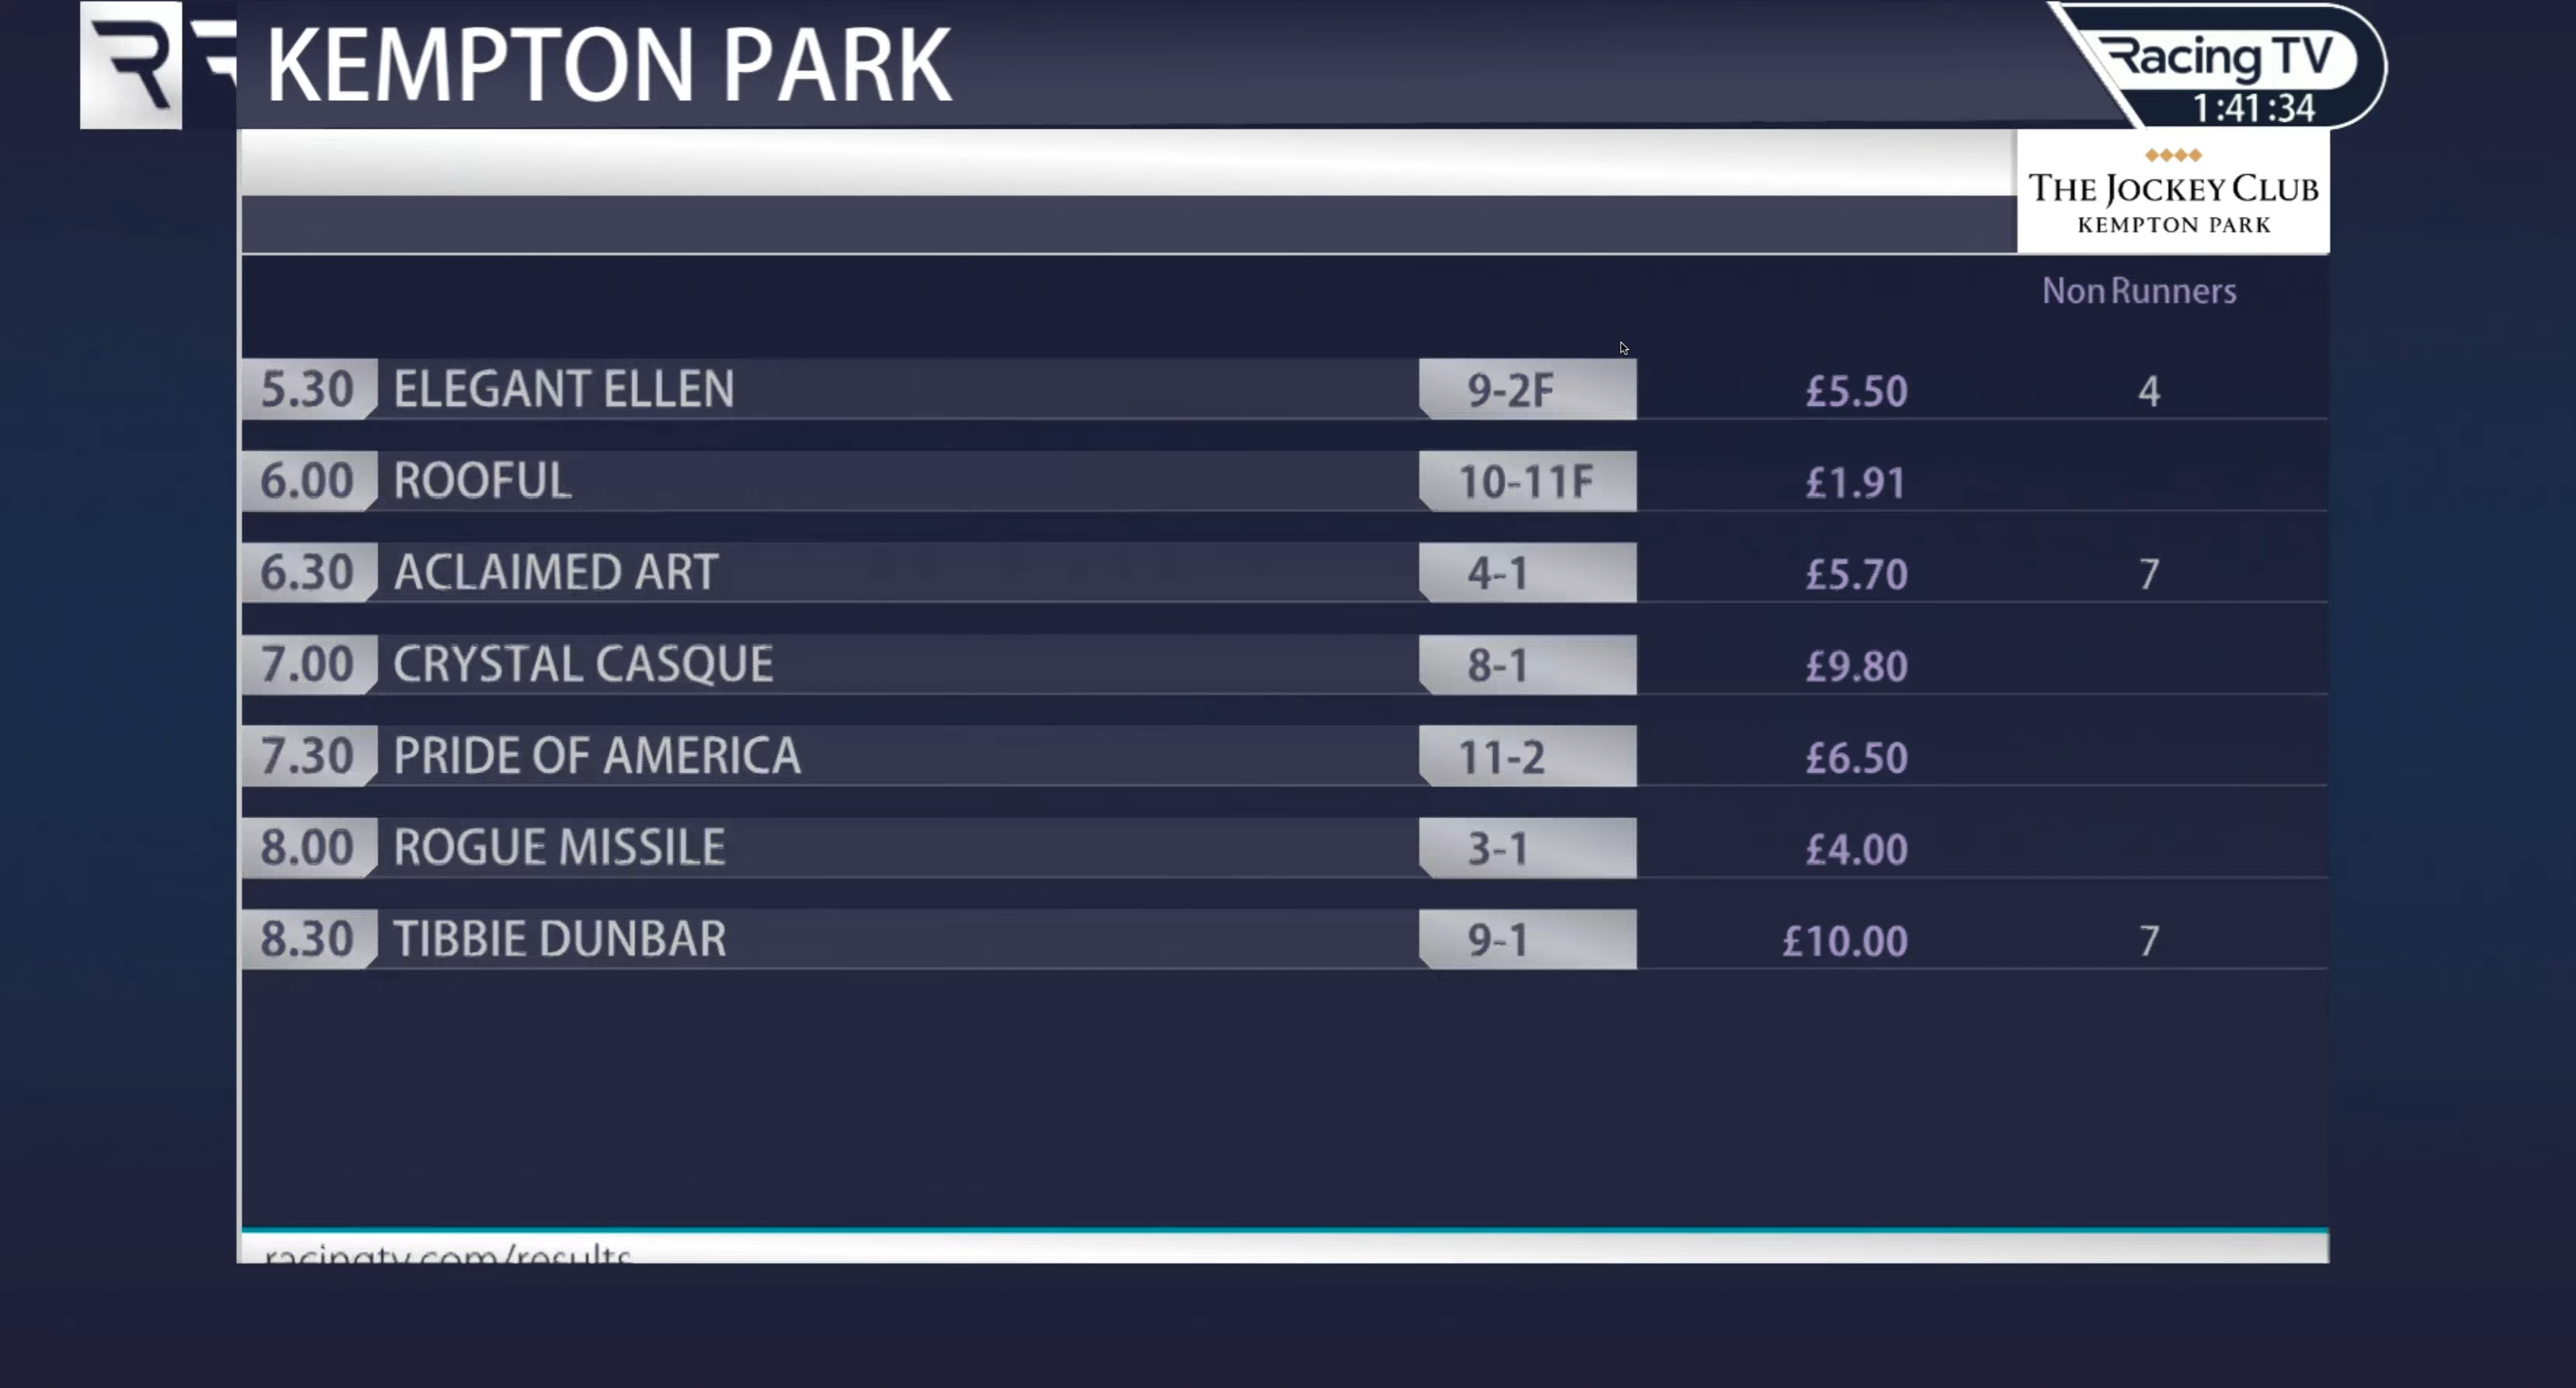 KEMPTON PARK
Racing TV
1:41:34
THE JOCKEY CLUB
KEMPTON PARK
Non Runners
5.30 ELEGANT ELLEN 9-2F £5.50 4
6.00 ROOFUL 10-11F £1.91
6.30 ACLAIMED ART 4-1 £5.70 7
7.00 CRYSTAL CASQUE 8-1 £9.80
7.30 PRIDE OF AMERICA 11-2 £6.50
8.00 ROGUE MISSILE 3-1 £4.00
8.30 TIBBIE DUNBAR 9-1 £10.00 7
racingtv.com/results